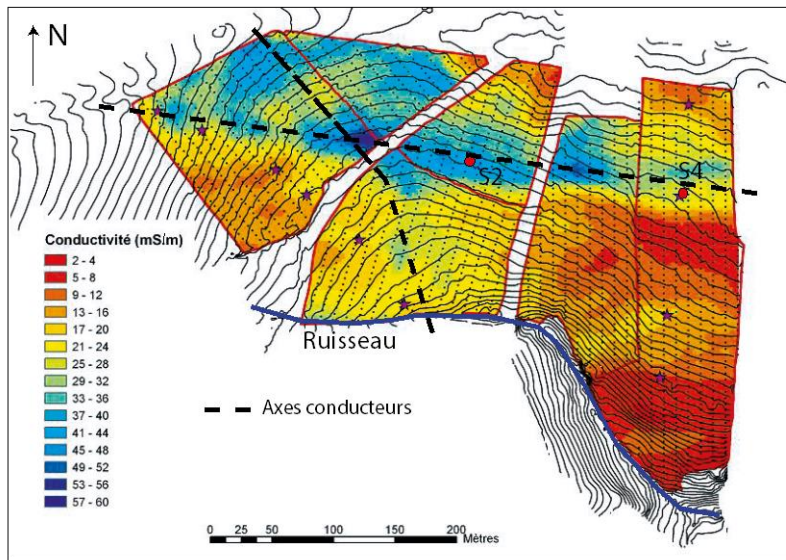 N
S2
S4
Conductivité (mS/m)
2 - 4
5 - 8
9 - 12
13 - 16
17 - 20
21 - 24
25 - 28
29 - 32
33 - 36
37 - 40
41 - 44
45 - 48
49 - 52
53 - 56
57 - 60
Ruisseau
Axes conducteurs
0 25 50 100 150 200
Mètres